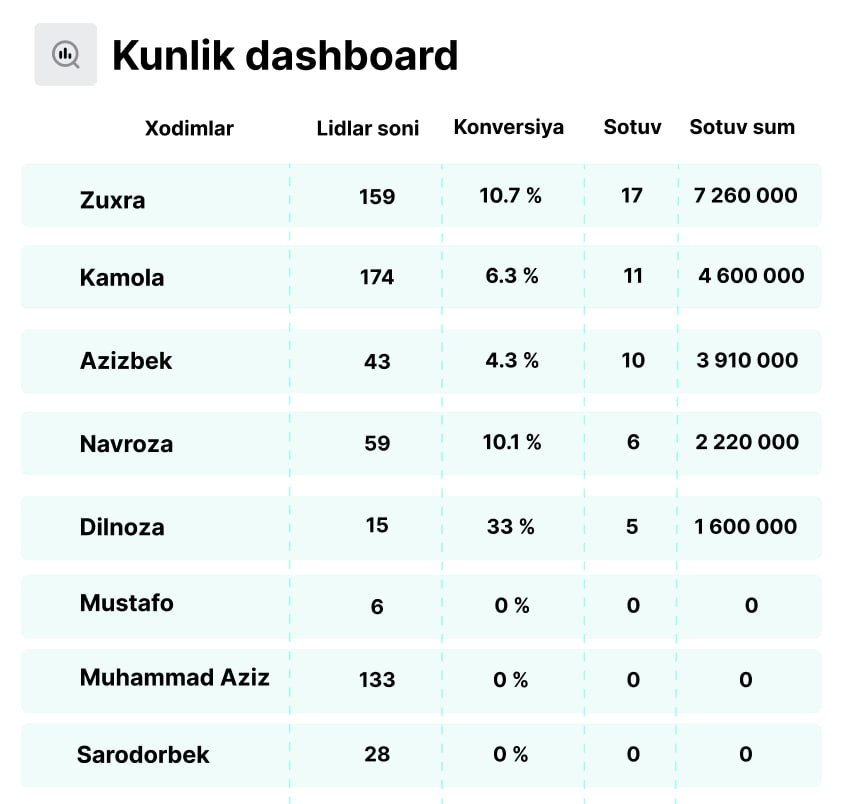 Kunlik dashboard
Xodimlar Lidlar soni Konversiya Sotuv Sotuv sum
Zuxra 159 10.7 % 17 7 260 000
Kamola 174 6.3 % 11 4 600 000
Azizbek 43 4.3 % 10 3 910 000
Navroza 59 10.1 % 6 2 220 000
Dilnoza 15 33 % 5 1 600 000
Mustafo 6 0 % 0 0
Muhammad Aziz 133 0 % 0 0
Sarodorbek 28 0 % 0 0